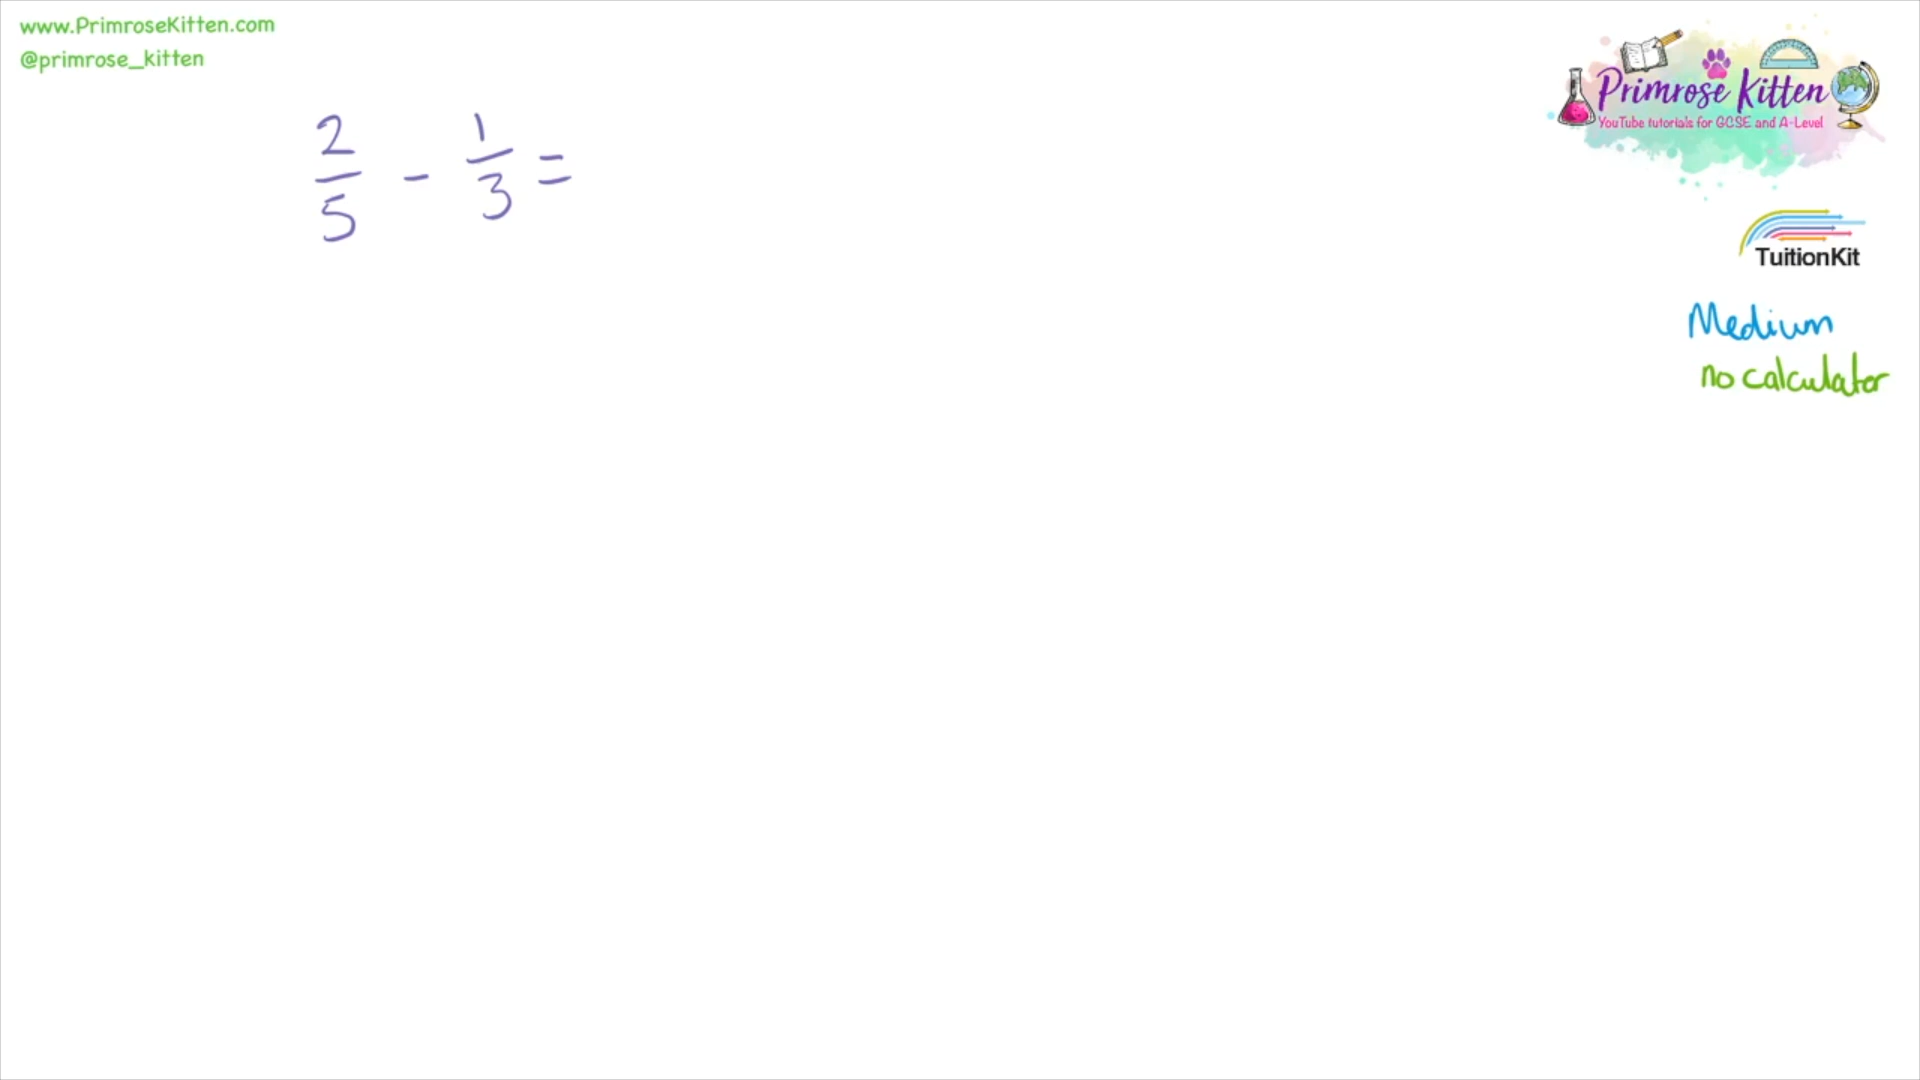 www.PrimroseKitten.com
@primrose_kitten
Primrose Kitten
YouTube tutorials for GCSE and A-Level
2/5 - 1/3 =
TuitionKit
Medium
no calculator